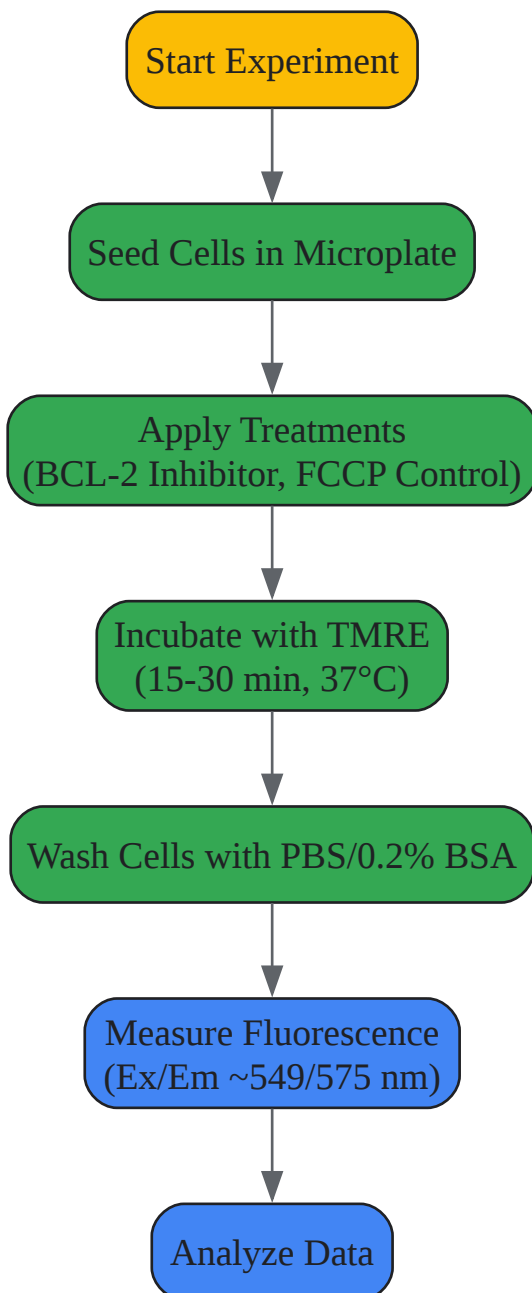 Start Experiment
Seed Cells in Microplate
Apply Treatments
(BCL-2 Inhibitor, FCCP Control)
Incubate with TMRE
(15-30 min, 37°C)
Wash Cells with PBS/0.2% BSA
Measure Fluorescence
(Ex/Em ~549/575 nm)
Analyze Data